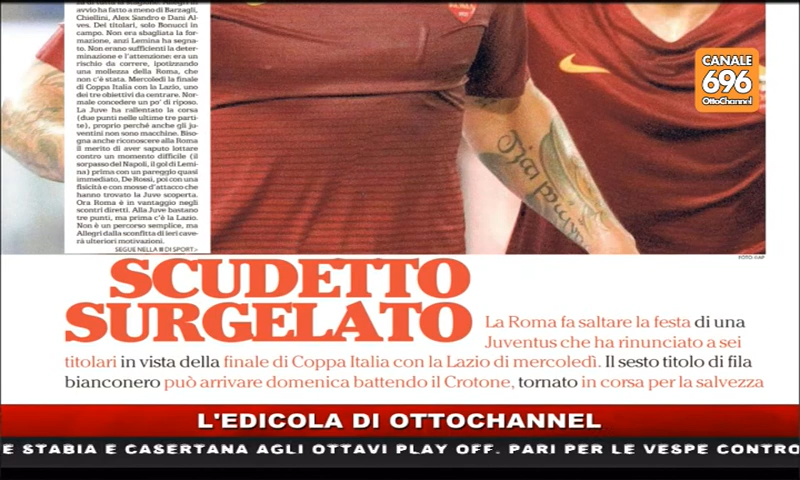 avvio ha fatto a meno di Barzagli,
Chiellini, Alex Sandro e Dani Al-
ves. Dei titolari, solo Bonucci in
campo. Non era sbagliata la for-
mazione, anzi Lemina ha segna-
to. Non erano sufficienti la deter-
minazione e l'attenzione: era un
rischio da correre, ipotizzando
una mollezza della Roma, che
non c'è stata. Mercoledì la finale
di Coppa Italia con la Lazio, uno
dei tre obiettivi da centrare. Nor-
male concedere un po' di riposo.
La Juve ha rallentato la corsa
(due punti nelle ultime tre parti-
te), proprio perché anche gli ju-
ventini non sono macchine. Biso-
gna anche riconoscere alla Roma
il merito di aver saputo lottare
contro un momento difficile (il
sorpasso del Napoli, il gol di Lemi-
na) prima con un pareggio quasi
immediato, De Rossi, poi con una
fisicità e con mosse d'attacco che
hanno trovato la Juve scoperta.
Ora Roma è in vantaggio negli
scontri diretti. Alla Juve bastano
tre punti, ma prima c'è la Lazio.
Non è un percorso semplice, ma
Allegri dalla sconfitta di ieri cave-
rà ulteriori motivazioni.
SEGUE NELLO DI SPORT>
CANALE
696
OttoChannel
SCUDETTO
SURGELATO
La Roma fa saltare la festa di una
Juventus che ha rinunciato a sei
titolari in vista della finale di Coppa Italia con la Lazio di mercoledì. Il sesto titolo di fila
bianconero può arrivare domenica battendo il Crotone, tornato in corsa per la salvezza
L'EDICOLA DI OTTOCHANNEL
E STABIA E CASERTANA AGLI OTTAVI PLAY OFF. PARI PER LE VESPE CONTRO